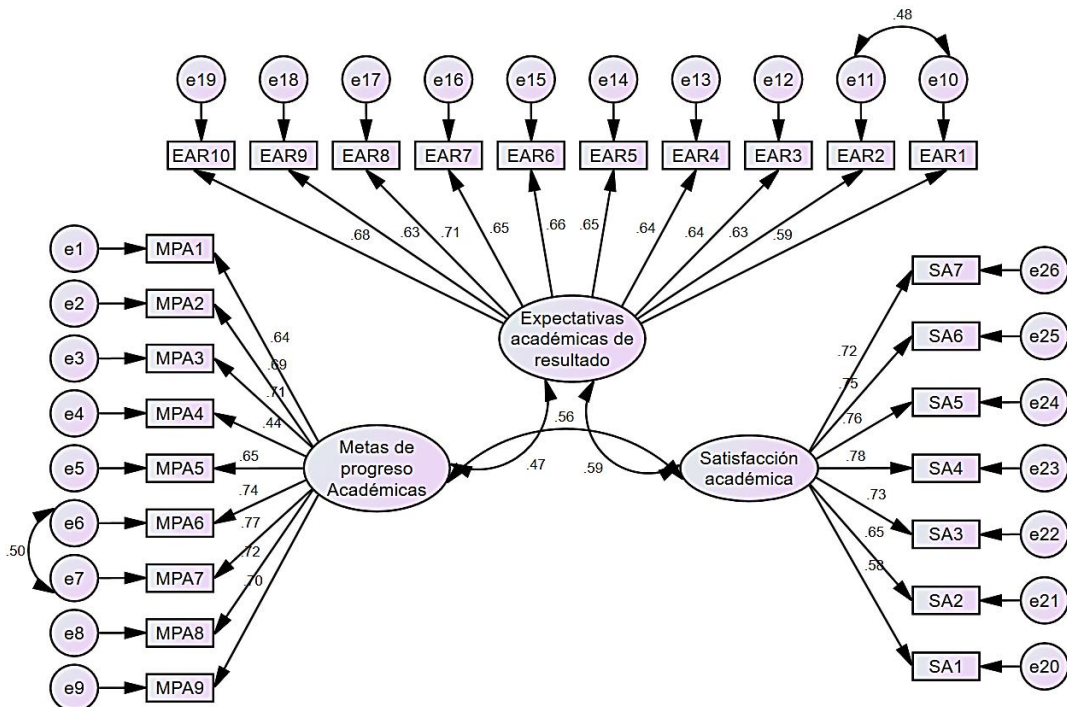 .48
e19 e18 e17 e16 e15 e14 e13 e12 e11 e10
EAR10 EAR9 EAR8 EAR7 EAR6 EAR5 EAR4 EAR3 EAR2 EAR1
.68 .63 .71 .65 .66 .65 .64 .64 .63 .59
Expectativas
académicas de
resultado
e1 MPA1
e2 MPA2
e3 MPA3
e4 MPA4
e5 MPA5
e6 MPA6
e7 MPA7
e8 MPA8
e9 MPA9
.50
.64
.69
.71
.44
.65
.74
.77
.72
.70
Metas de
progreso
Académicas
.56
.47
.59
Satisfacción
académica
.72
.75
.76
.78
.73
.65
.58
SA7 e26
SA6 e25
SA5 e24
SA4 e23
SA3 e22
SA2 e21
SA1 e20